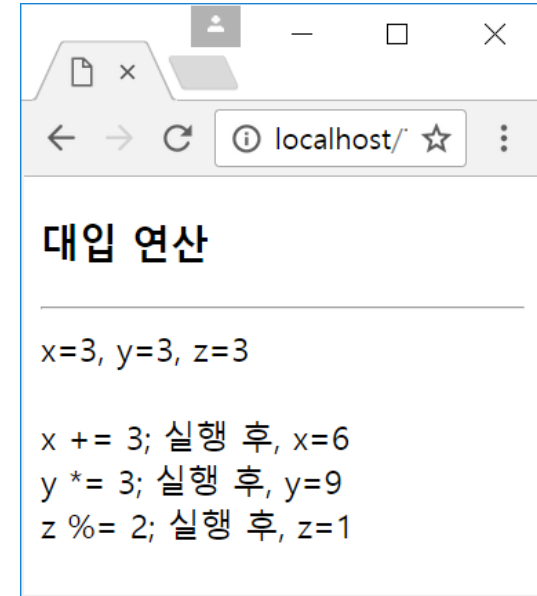 localhost/
대입 연산
x=3, y=3, z=3
x += 3; 실행 후, x=6
y *= 3; 실행 후, y=9
z %= 2; 실행 후, z=1